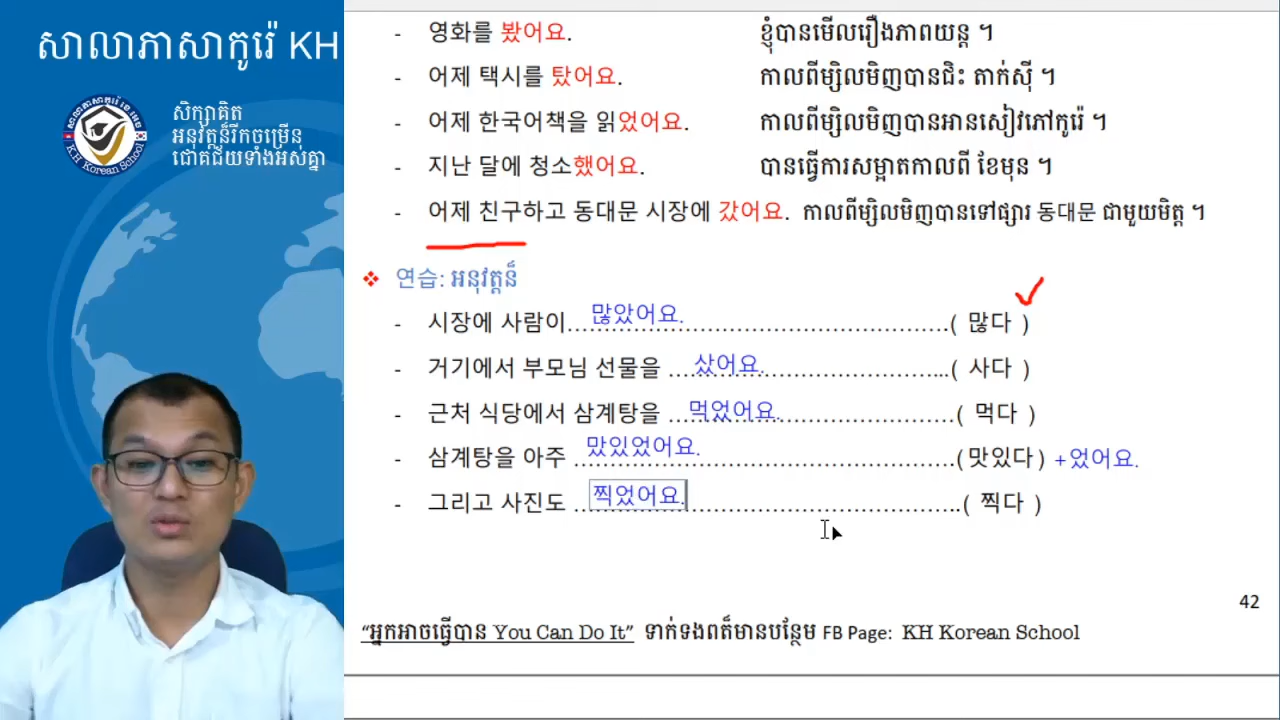 សាលាភាសាកូរ៉េ KH
សិក្សាគិត
អនុវត្តន៏រីកចម្រើន
ជោគជ័យទាំងអស់គ្នា
KH Korean School
- 영화를 봤어요. ខ្ញុំបានមើលរឿងភាពយន្ត ។
- 어제 택시를 탔어요. កាលពីម្សិលមិញបានជិះ តាក់ស៊ី ។
- 어제 한국어책을 읽었어요. កាលពីម្សិលមិញបានអានសៀវភៅកូរ៉េ ។
- 지난 달에 청소했어요. បានធ្វើការសម្អាតកាលពី ខែមុន ។
- 어제 친구하고 동대문 시장에 갔어요. កាលពីម្សិលមិញបានទៅផ្សារ 동대문 ជាមួយមិត្ត ។
❖ 연습: អនុវត្តន៏
- 시장에 사람이... 많았어요. ...( 많다 )
- 거기에서 부모님 선물을 ... 샀어요. ...( 사다 )
- 근처 식당에서 삼계탕을 ... 먹었어요. ...( 먹다 )
- 삼계탕을 아주 ... 맜있었어요. ...( 맛있다 ) +었어요.
- 그리고 사진도 ... 찍었어요. ...( 찍다 )
42
“អ្នកអាចធ្វើបាន You Can Do It” ទាក់ទងពត៌មានបន្ថែម FB Page: KH Korean School